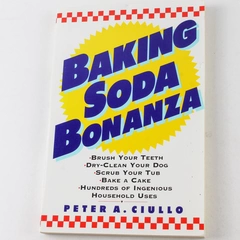 BAKING
SODA
BONANZA
·BRUSH YOUR TEETH
·DRY-CLEAN YOUR DOG
·SCRUB YOUR TUB
·BAKE A CAKE
·HUNDREDS OF INGENIOUS
HOUSEHOLD USES
PETER A. CIULLO